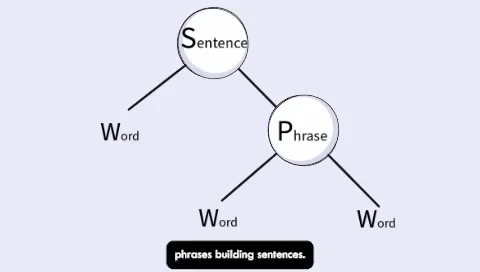 Sentence
Phrase
Word
Word
Word
phrases building sentences.